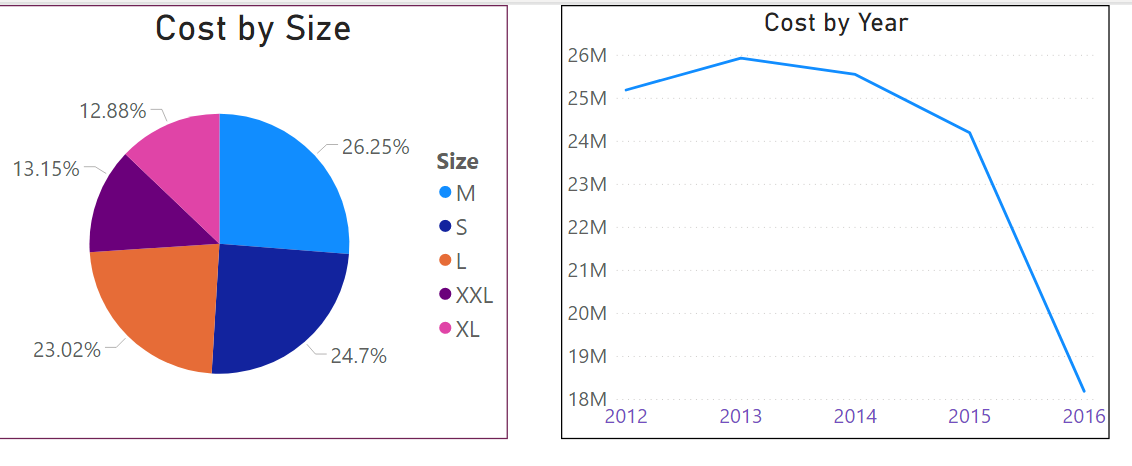 Cost by Size
12.88%
26.25%
13.15%
23.02%
24.7%
Size
M
S
L
XXL
XL
Cost by Year
26M
25M
24M
23M
22M
21M
20M
19M
18M
2012 2013 2014 2015 2016